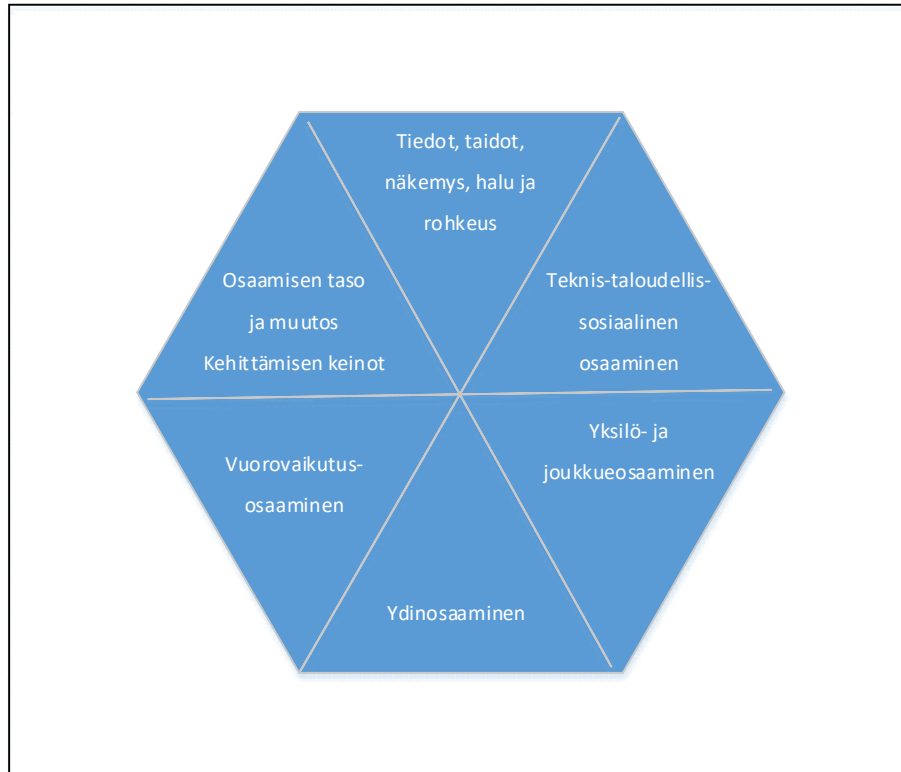 Tiedot, taidot,
näkemys, halu ja
rohkeus
Teknis-taloudellis-
sosiaalinen
osaaminen
Yksilö- ja
joukkueosaaminen
Ydinosaaminen
Vuorovaikutus-
osaaminen
Osaamisen taso
ja muutos
Kehittämisen keinot